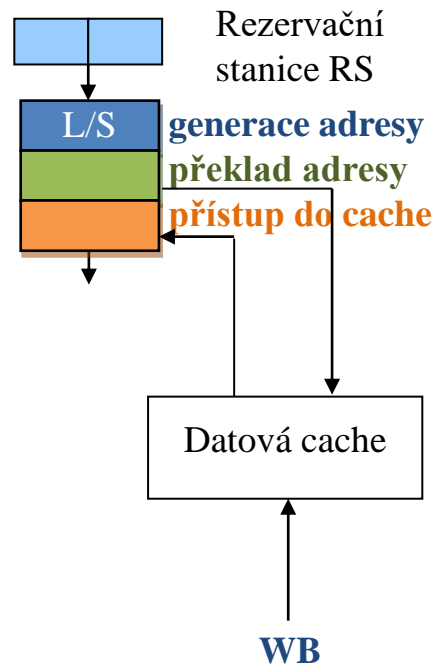 Rezervační
stanice RS
L/S
generace adresy
překlad adresy
přístup do cache
Datová cache
WB